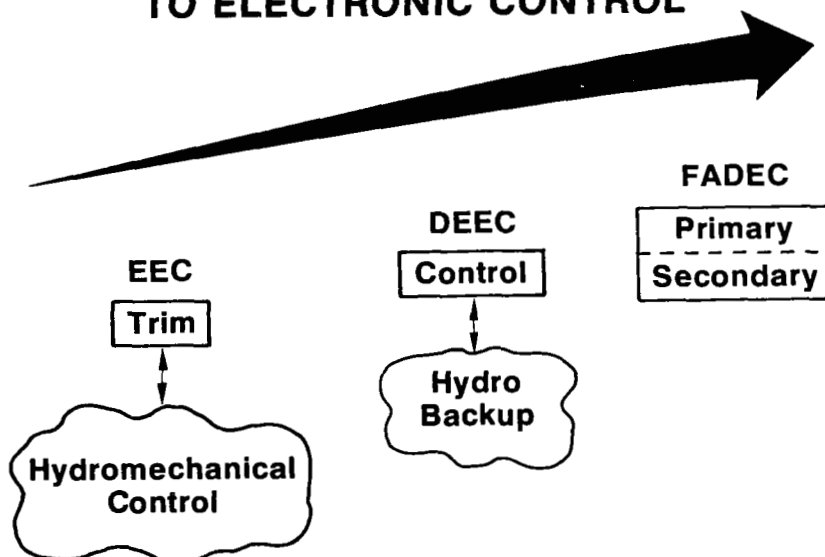 TO ELECTRONIC CONTROL
FADEC
Primary
Secondary
DEEC
Control
Hydro
Backup
EEC
Trim
Hydromechanical
Control